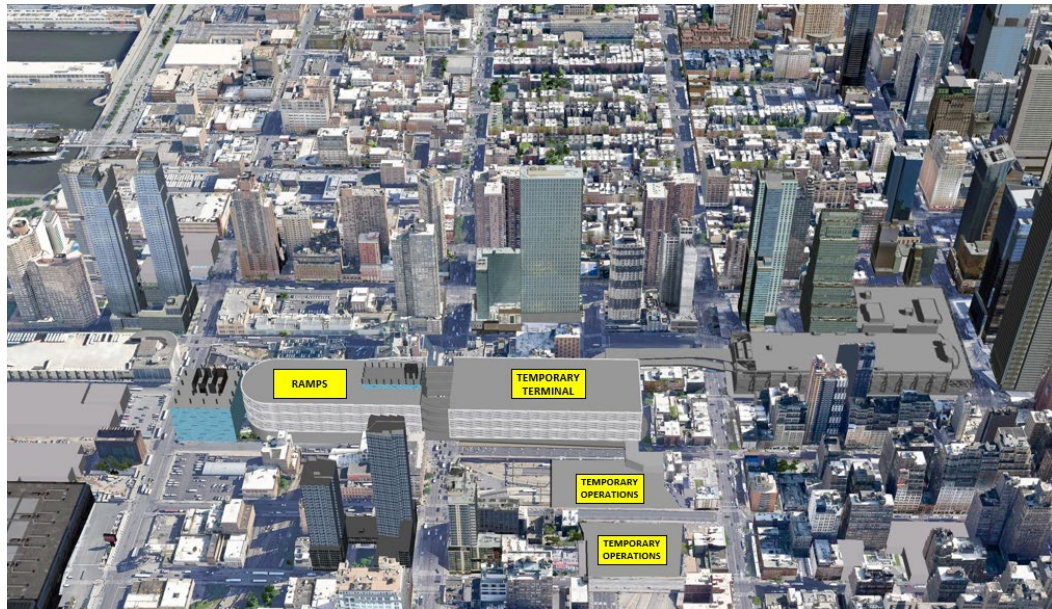 RAMPS
TEMPORARY
TERMINAL
TEMPORARY
OPERATIONS
TEMPORARY
OPERATIONS